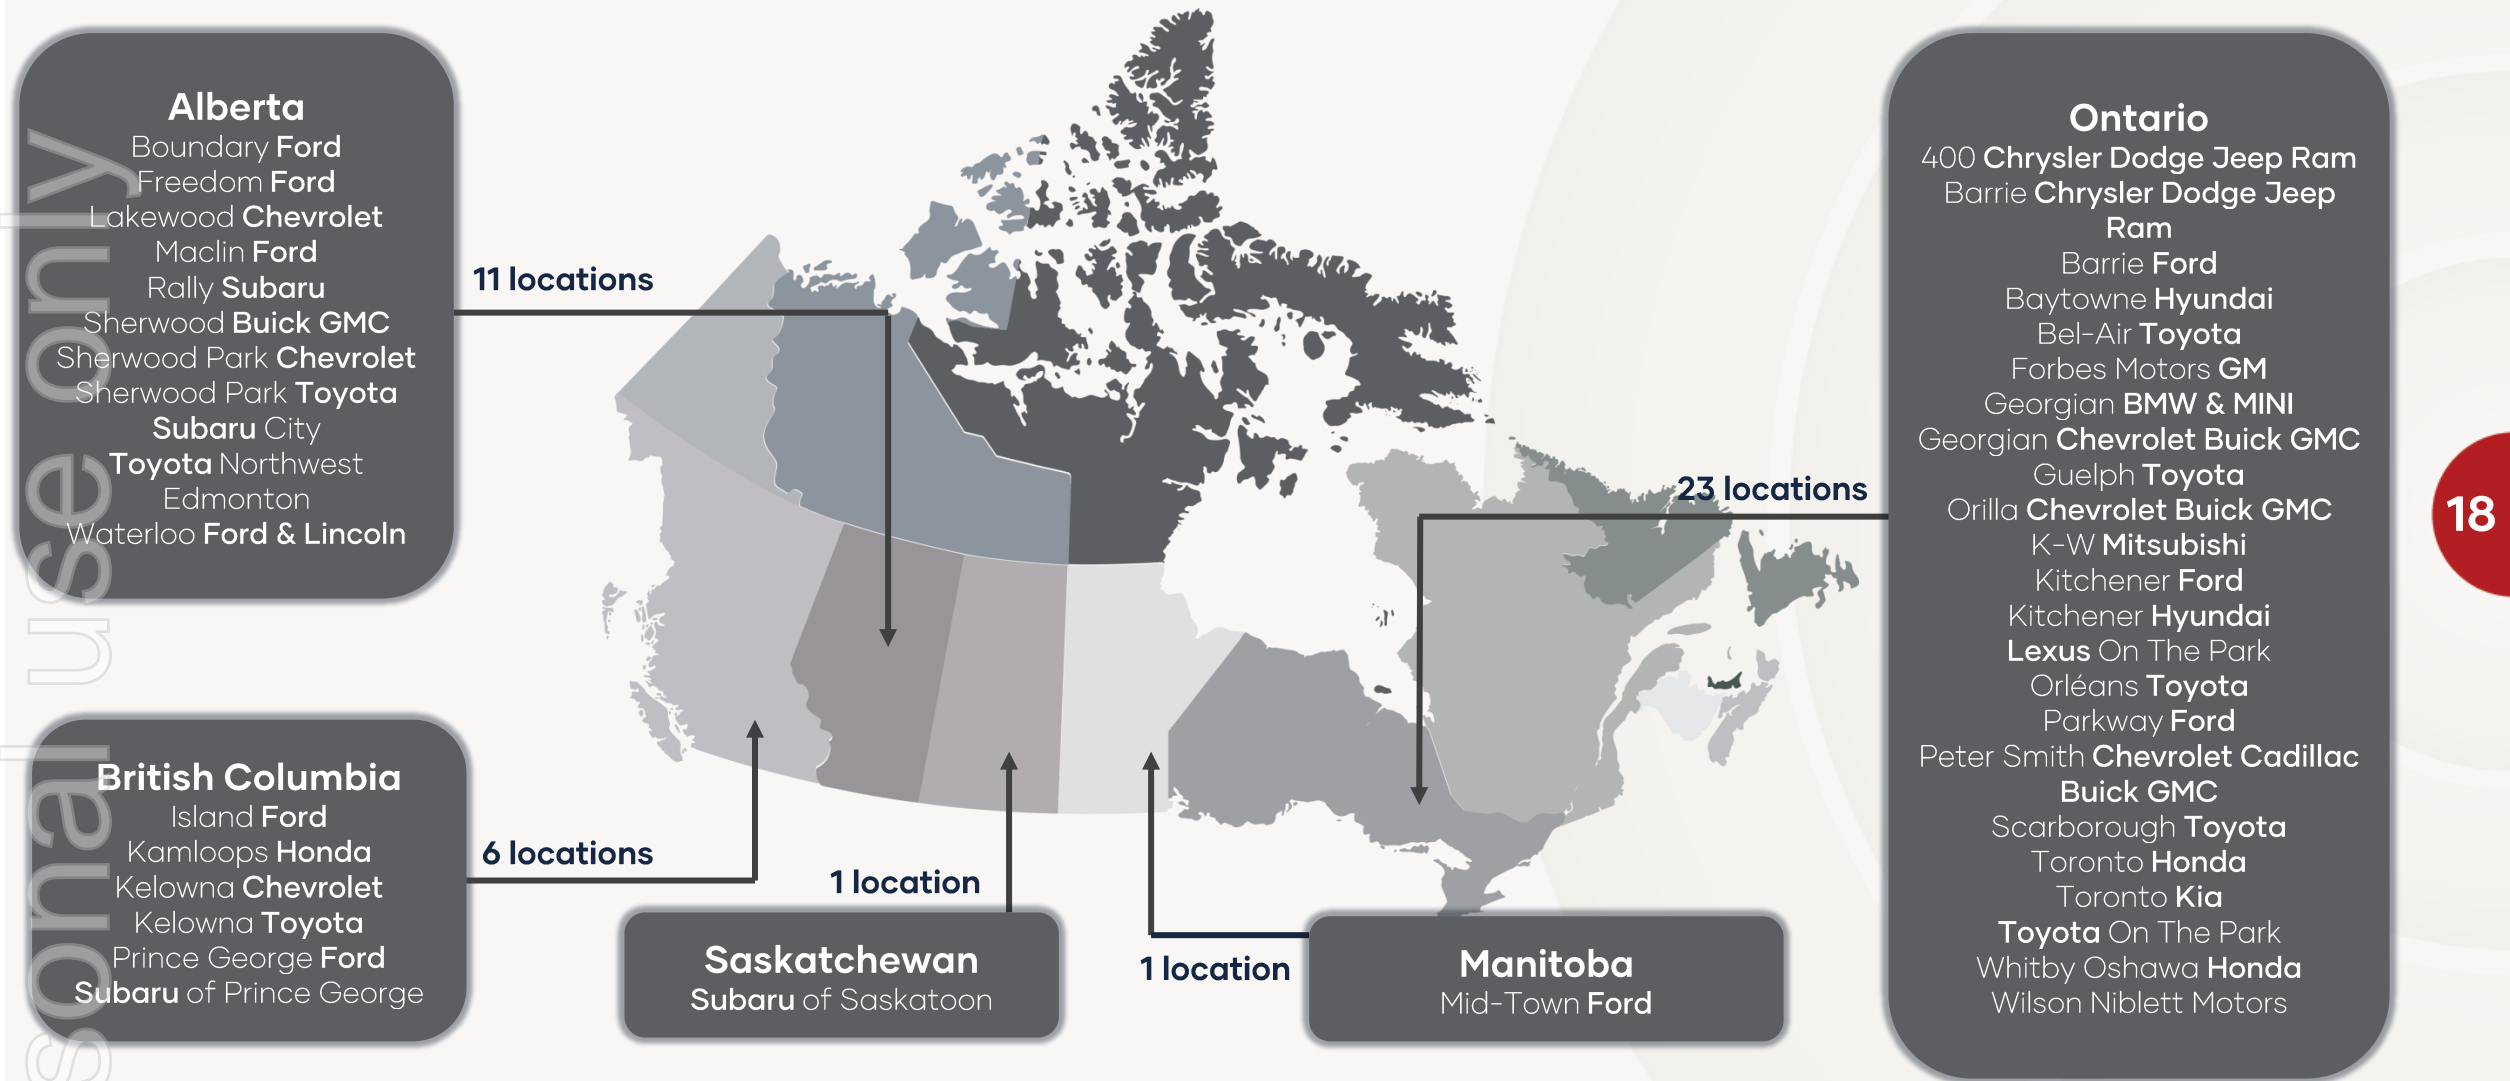 Alberta
Boundary Ford
Freedom Ford
Lakewood Chevrolet
Maclin Ford
Rally Subaru
Sherwood Buick GMC
Sherwood Park Chevrolet
Sherwood Park Toyota
Subaru City
Toyota Northwest
Edmonton
Waterloo Ford & Lincoln
11 locations
British Columbia
Island Ford
Kamloops Honda
Kelowna Chevrolet
Kelowna Toyota
Prince George Ford
Subaru of Prince George
6 locations
1 location
Saskatchewan
Subaru of Saskatoon
1 location
Manitoba
Mid-Town Ford
23 locations
Ontario
400 Chrysler Dodge Jeep Ram
Barrie Chrysler Dodge Jeep
Ram
Barrie Ford
Baytowne Hyundai
Bel-Air Toyota
Forbes Motors GM
Georgian BMW & MINI
Georgian Chevrolet Buick GMC
Guelph Toyota
Orilla Chevrolet Buick GMC
K-W Mitsubishi
Kitchener Ford
Kitchener Hyundai
Lexus On The Park
Orléans Toyota
Parkway Ford
Peter Smith Chevrolet Cadillac
Buick GMC
Scarborough Toyota
Toronto Honda
Toronto Kia
Toyota On The Park
Whitby Oshawa Honda
Wilson Niblett Motors
18
sonal use only